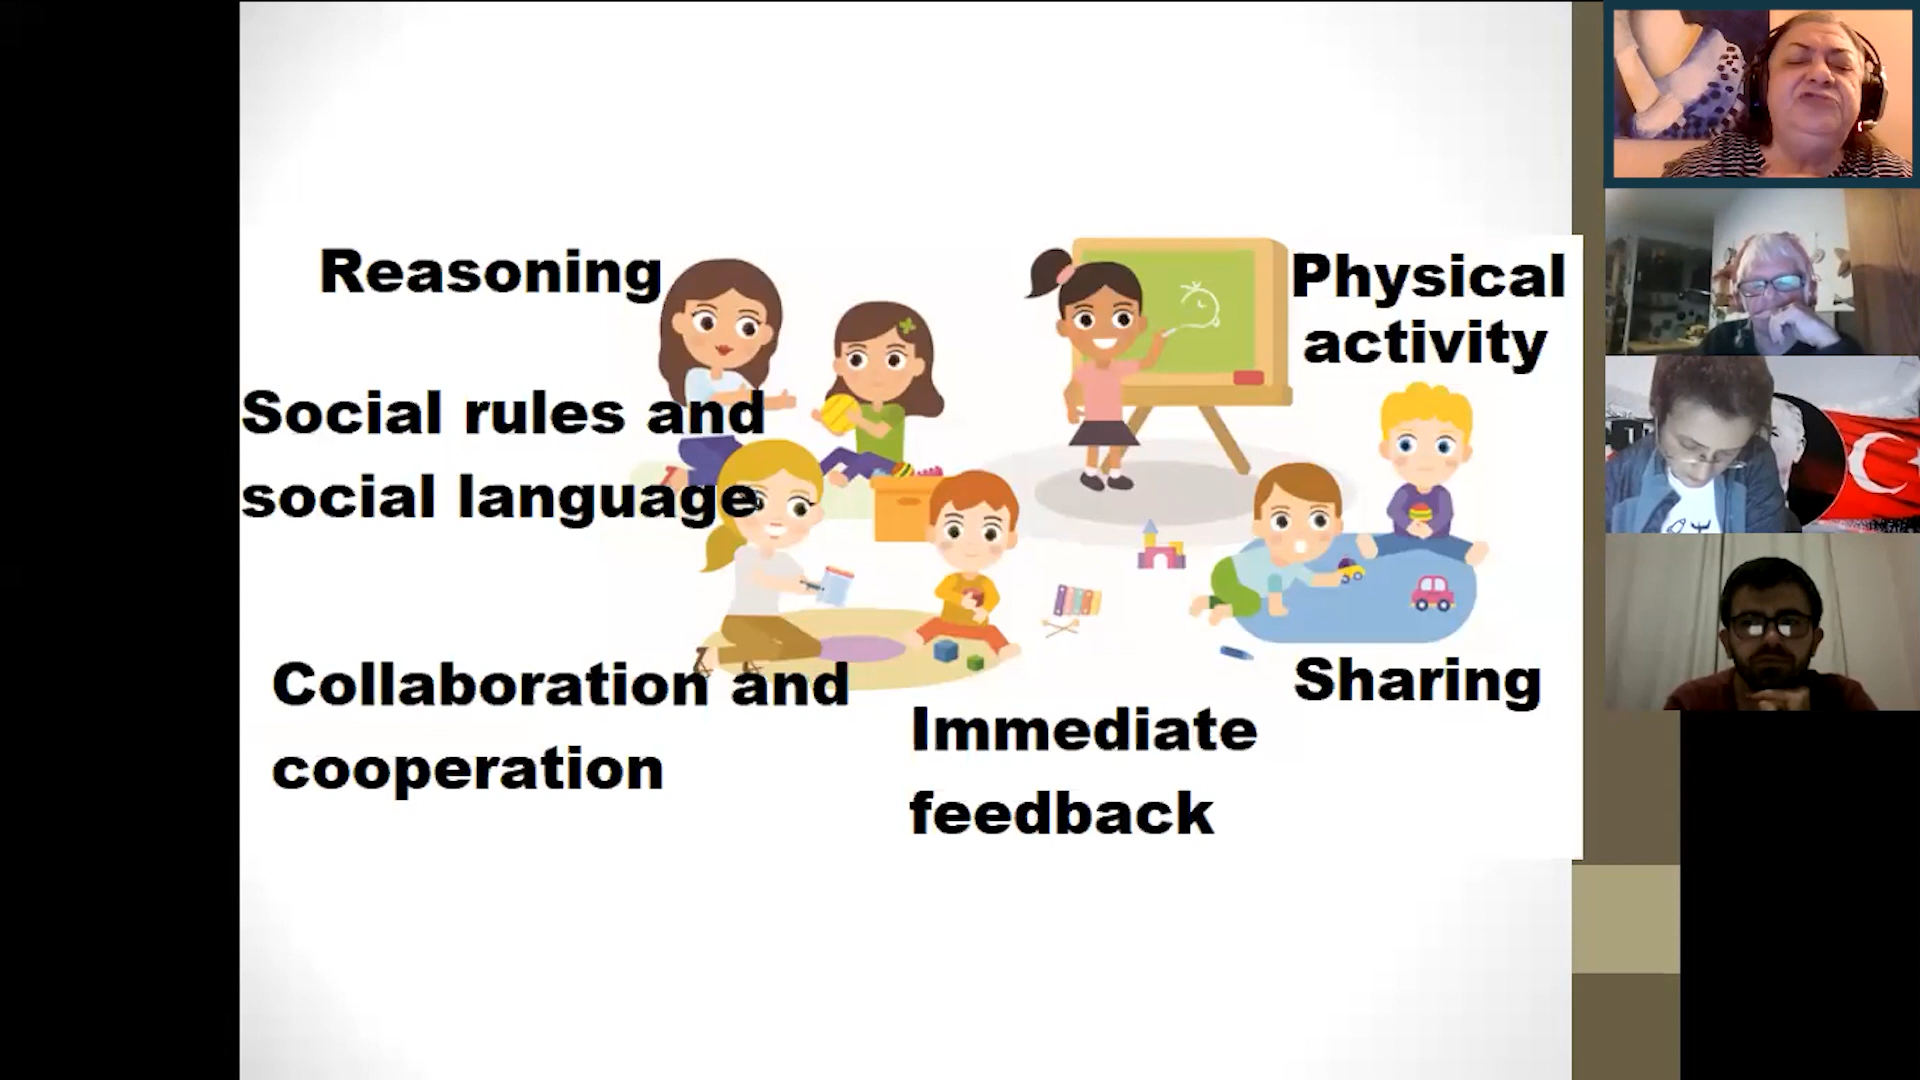 Reasoning
Physical
activity
Social rules and
social language
Collaboration and
cooperation
Immediate
feedback
Sharing